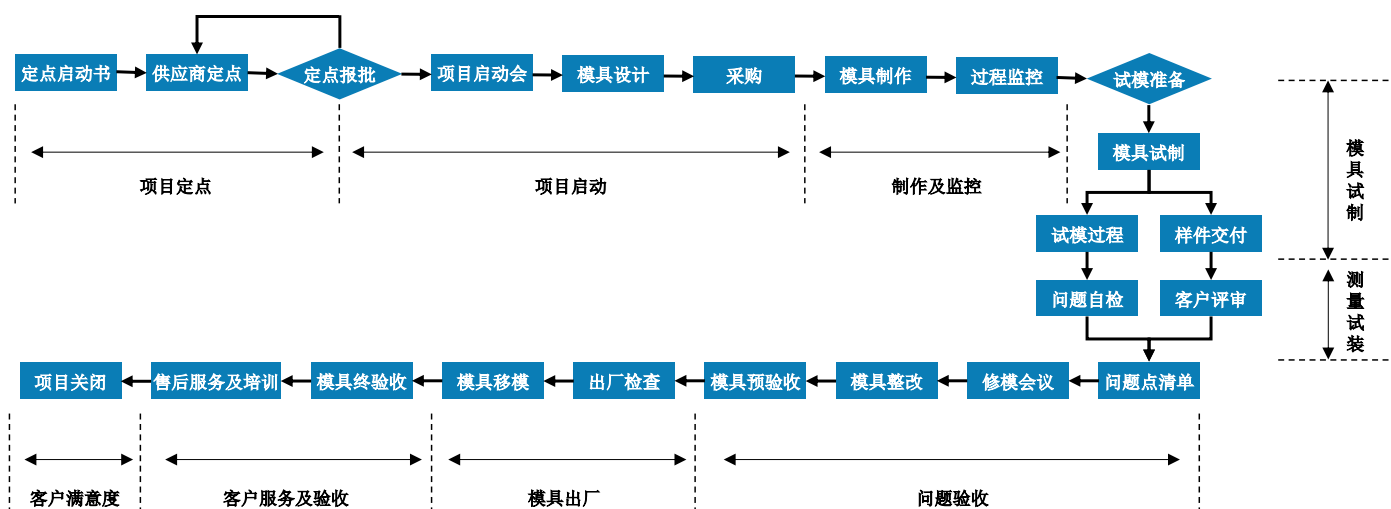 定点启动书
供应商定点
定点报批
项目启动会
模具设计
采购
模具制作
过程监控
试模准备
项目定点
项目启动
制作及监控
模具试制
模具试制
试模过程
样件交付
问题自检
客户评审
测量试装
问题点清单
修模会议
模具整改
模具预验收
出厂检查
模具移模
模具终验收
售后服务及培训
项目关闭
客户满意度
客户服务及验收
模具出厂
问题验收